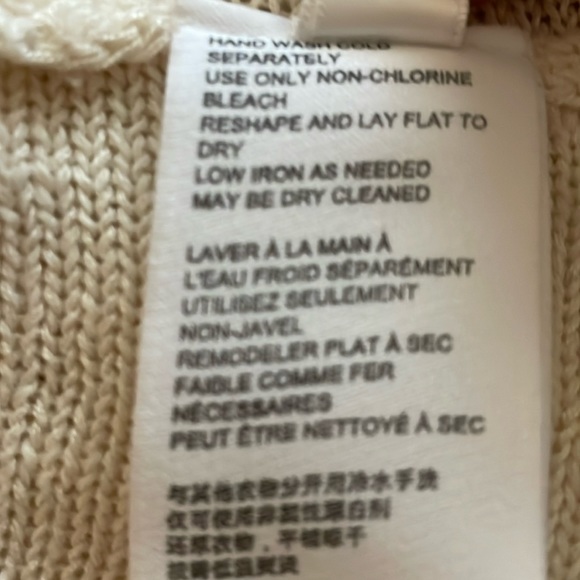 HAND WASH COLD
SEPARATELY
USE ONLY NON-CHLORINE
BLEACH
RESHAPE AND LAY FLAT TO
DRY
LOW IRON AS NEEDED
MAY BE DRY CLEANED
LAVER À LA MAIN À
L'EAU FROID SÉPARÉMENT
UTILISEZ SEULEMENT
NON-JAVEL
REMODELER PLAT À SEC
FAIBLE COMME FER
NÉCESSAIRES
PEUT ÊTRE NETTOYÉ À SEC
与其他衣物分开用冷水手洗
仅可使用非氯性漂白剂
还原衣物，平铺晾干